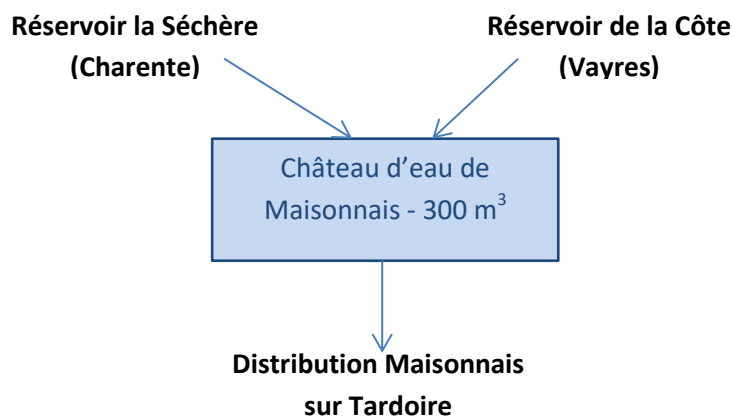 Réservoir la Séchère
(Charente)
Réservoir de la Côte
(Vayres)
Château d'eau de
Maisonnais - 300 m³
Distribution Maisonnais
sur Tardoire